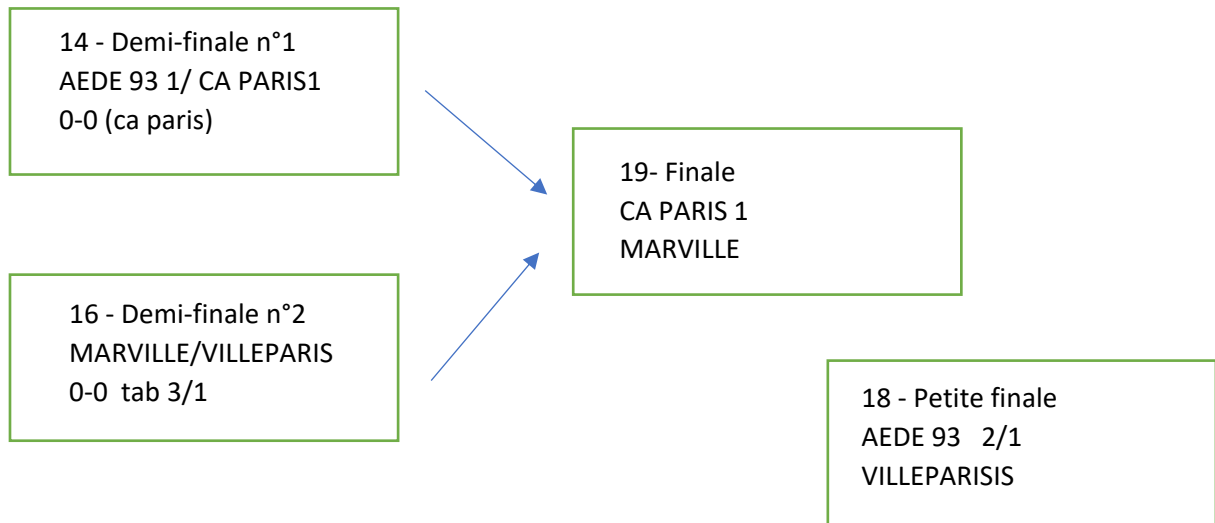 14 - Demi-finale n°1
AEDE 93 1/ CA PARIS1
0-0 (ca paris)
19- Finale
CA PARIS 1
MARVILLE
16 - Demi-finale n°2
MARVILLE/VILLEPARIS
0-0 tab 3/1
18 - Petite finale
AEDE 93 2/1
VILLEPARISIS